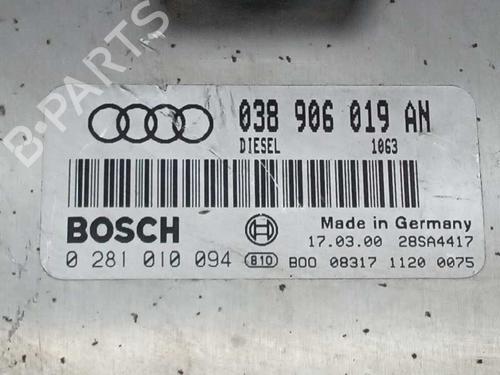 B-PARTS
038 906 019 AN
DIESEL 1063
BOSCH
Made in Germany
17.03.00 28SA4417
0 281 010 094 B10 B00 08317 1120 0075